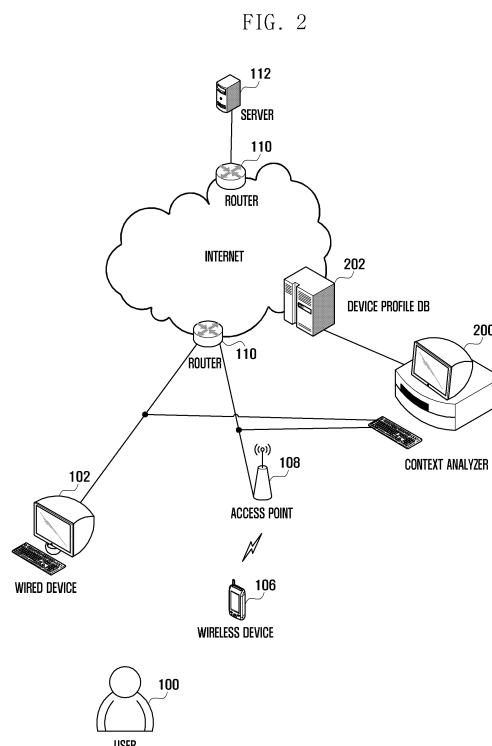 FIG. 2
112
SERVER
110
ROUTER
INTERNET
202
DEVICE PROFILE DB
200
110
ROUTER
CONTEXT ANALYZER
102
108
ACCESS POINT
WIRED DEVICE
106
WIRELESS DEVICE
100
USER